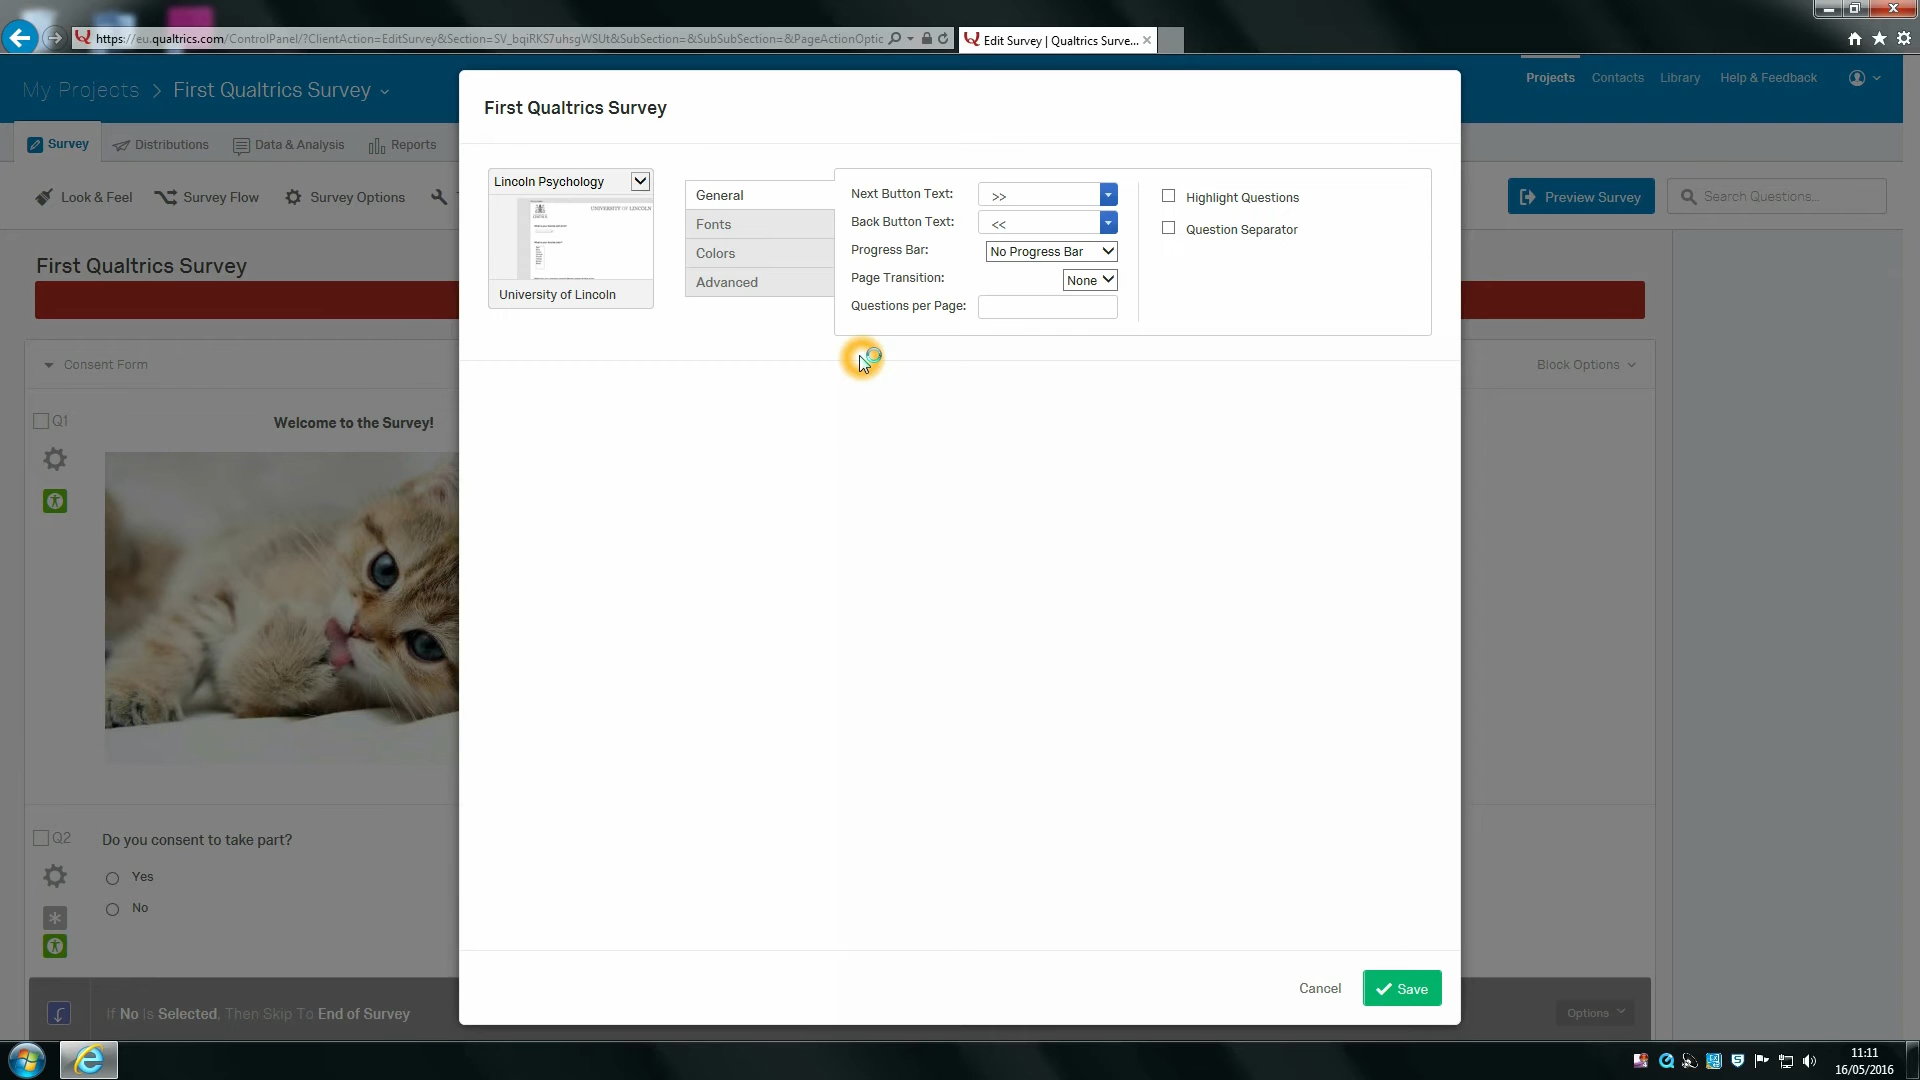 https://eu.qualtrics.com/ControlPanel/?ClientAction=EditSurvey&Section=SV_bqiRKS7uhsgWSUt&SubSection=&SubSubSection=&PageActionOptic
Edit Survey | Qualtrics Surve...
My Projects > First Qualtrics Survey
Projects Contacts Library Help & Feedback
Survey Distributions Data & Analysis Reports
Look & Feel Survey Flow Survey Options
Preview Survey Search Questions...
First Qualtrics Survey
Consent Form
Block Options
Q1
Welcome to the Survey!
Q2
Do you consent to take part?
Yes
No
If No Is Selected, Then Skip To End of Survey
Options
First Qualtrics Survey
Lincoln Psychology
UNIVERSITY OF LINCOLN
University of Lincoln
General
Fonts
Colors
Advanced
Next Button Text: >>
Back Button Text: <<
Progress Bar: No Progress Bar
Page Transition: None
Questions per Page:
Highlight Questions
Question Separator
Cancel Save
11:11
16/05/2016